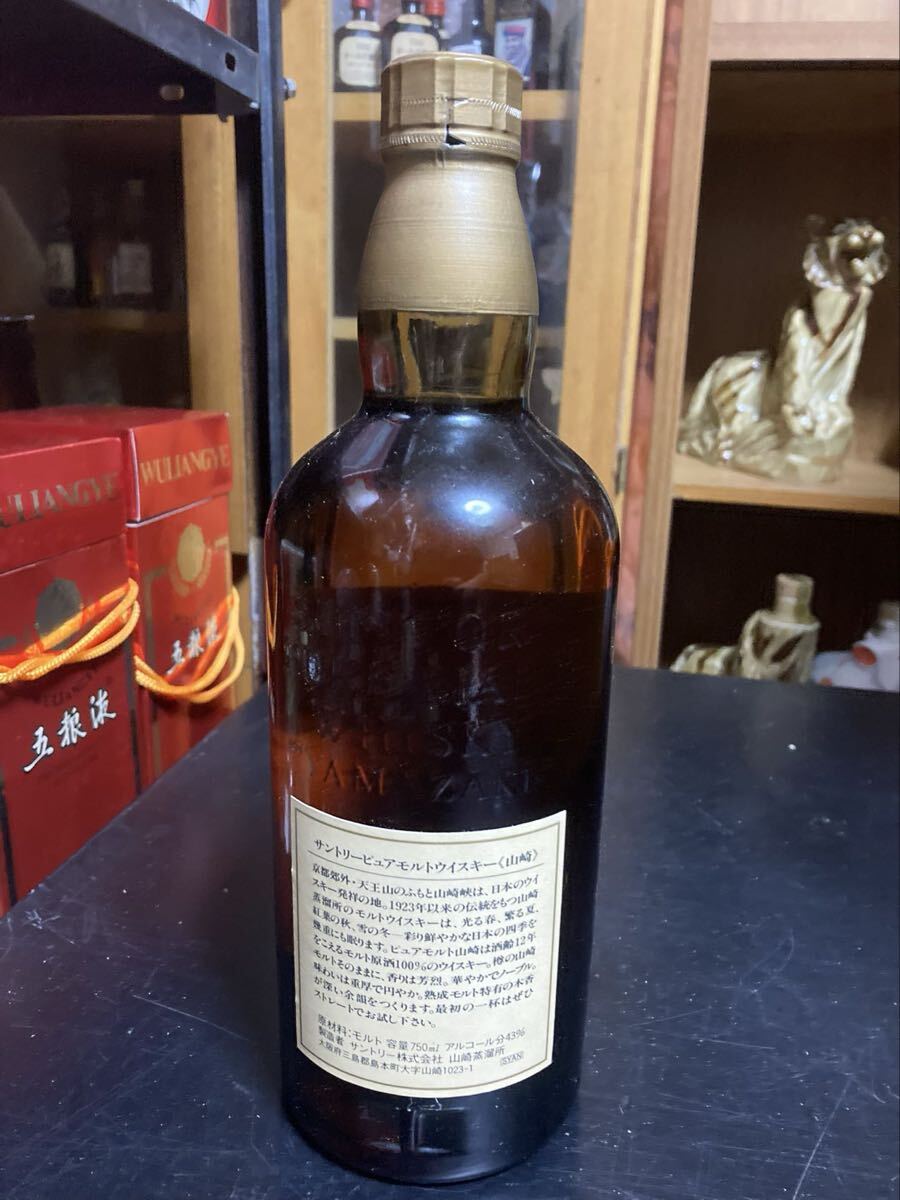 WULIANGYE
ULIANGYE
五粮液
五粮液
サントリーピュアモルトウイスキー《山崎》
京都郊外・天王山のふもと山崎峡は、日本のウイ
スキー発祥の地。1923年以来の伝統をもつ山崎
蒸溜所のモルトウイスキーは、光る春、繁る夏、
紅葉の秋、雪の冬─彩り鮮やかな日本の四季を
幾重にも眠ります。ピュアモルト山崎は酒齢12年
をこえるモルト原酒100%のウイスキー。樽の山崎
モルトそのままに、香りは芳烈。華やかでノーブル。
味わいは重厚で円やか。熟成モルト特有の木香
が深い余韻をつくります。最初の一杯はぜひ
ストレートでお試し下さい。
原材料：モルト 容量750ml アルコール分43%
製造者 サントリー株式会社 山崎蒸溜所
大阪府三島郡島本町大字山崎1023-1
SYAS